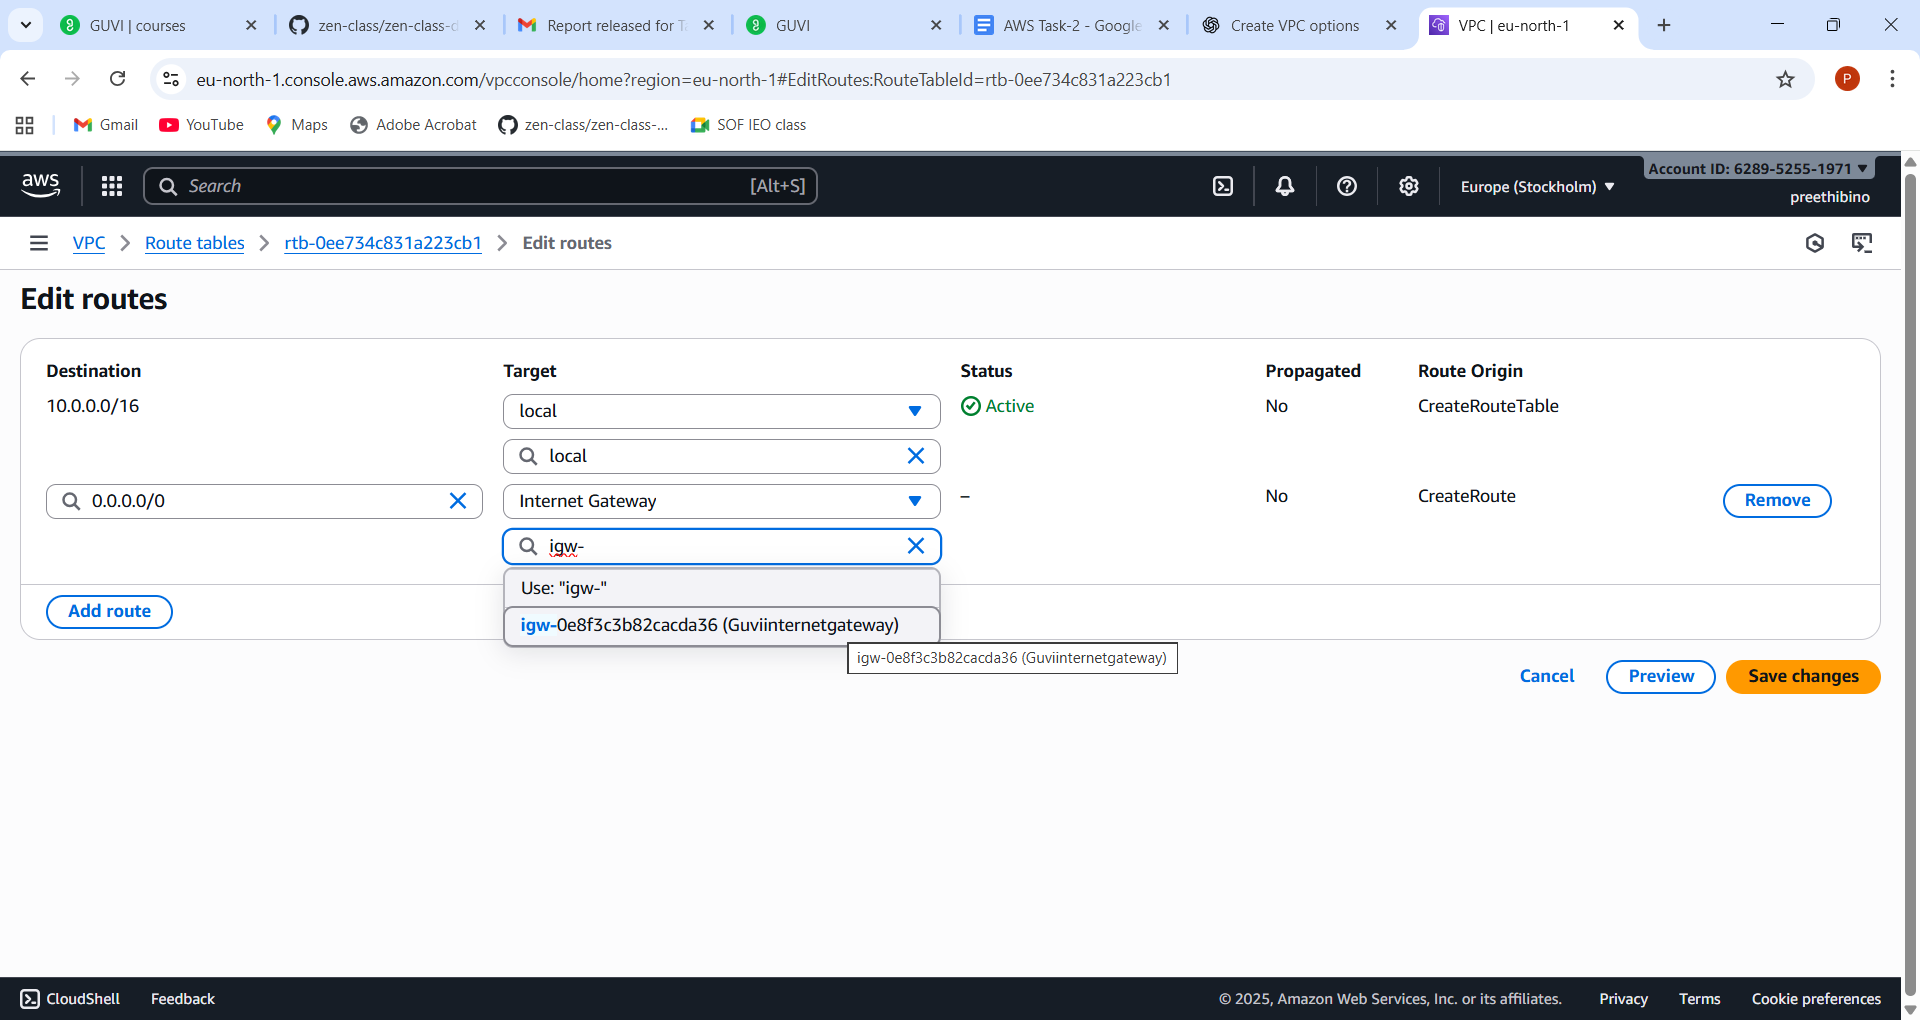 GUVI | courses
zen-class/zen-class-d
Report released for Ta
GUVI
AWS Task-2 - Google
Create VPC options
VPC | eu-north-1
eu-north-1.console.aws.amazon.com/vpcconsole/home?region=eu-north-1#EditRoutes:RouteTableId=rtb-0ee734c831a223cb1
P
Gmail
YouTube
Maps
Adobe Acrobat
zen-class/zen-class-...
SOF IEO class
aws
Search
[Alt+S]
Europe (Stockholm)
Account ID: 6289-5255-1971
preethibino
VPC
Route tables
rtb-0ee734c831a223cb1
Edit routes
Edit routes
Destination
Target
Status
Propagated
Route Origin
10.0.0.0/16
local
Active
No
CreateRouteTable
local
0.0.0.0/0
Internet Gateway
–
No
CreateRoute
Remove
igw-
Use: "igw-"
igw-0e8f3c3b82cacda36 (Guviinternetgateway)
Add route
igw-0e8f3c3b82cacda36 (Guviinternetgateway)
Cancel
Preview
Save changes
CloudShell
Feedback
© 2025, Amazon Web Services, Inc. or its affiliates.
Privacy
Terms
Cookie preferences